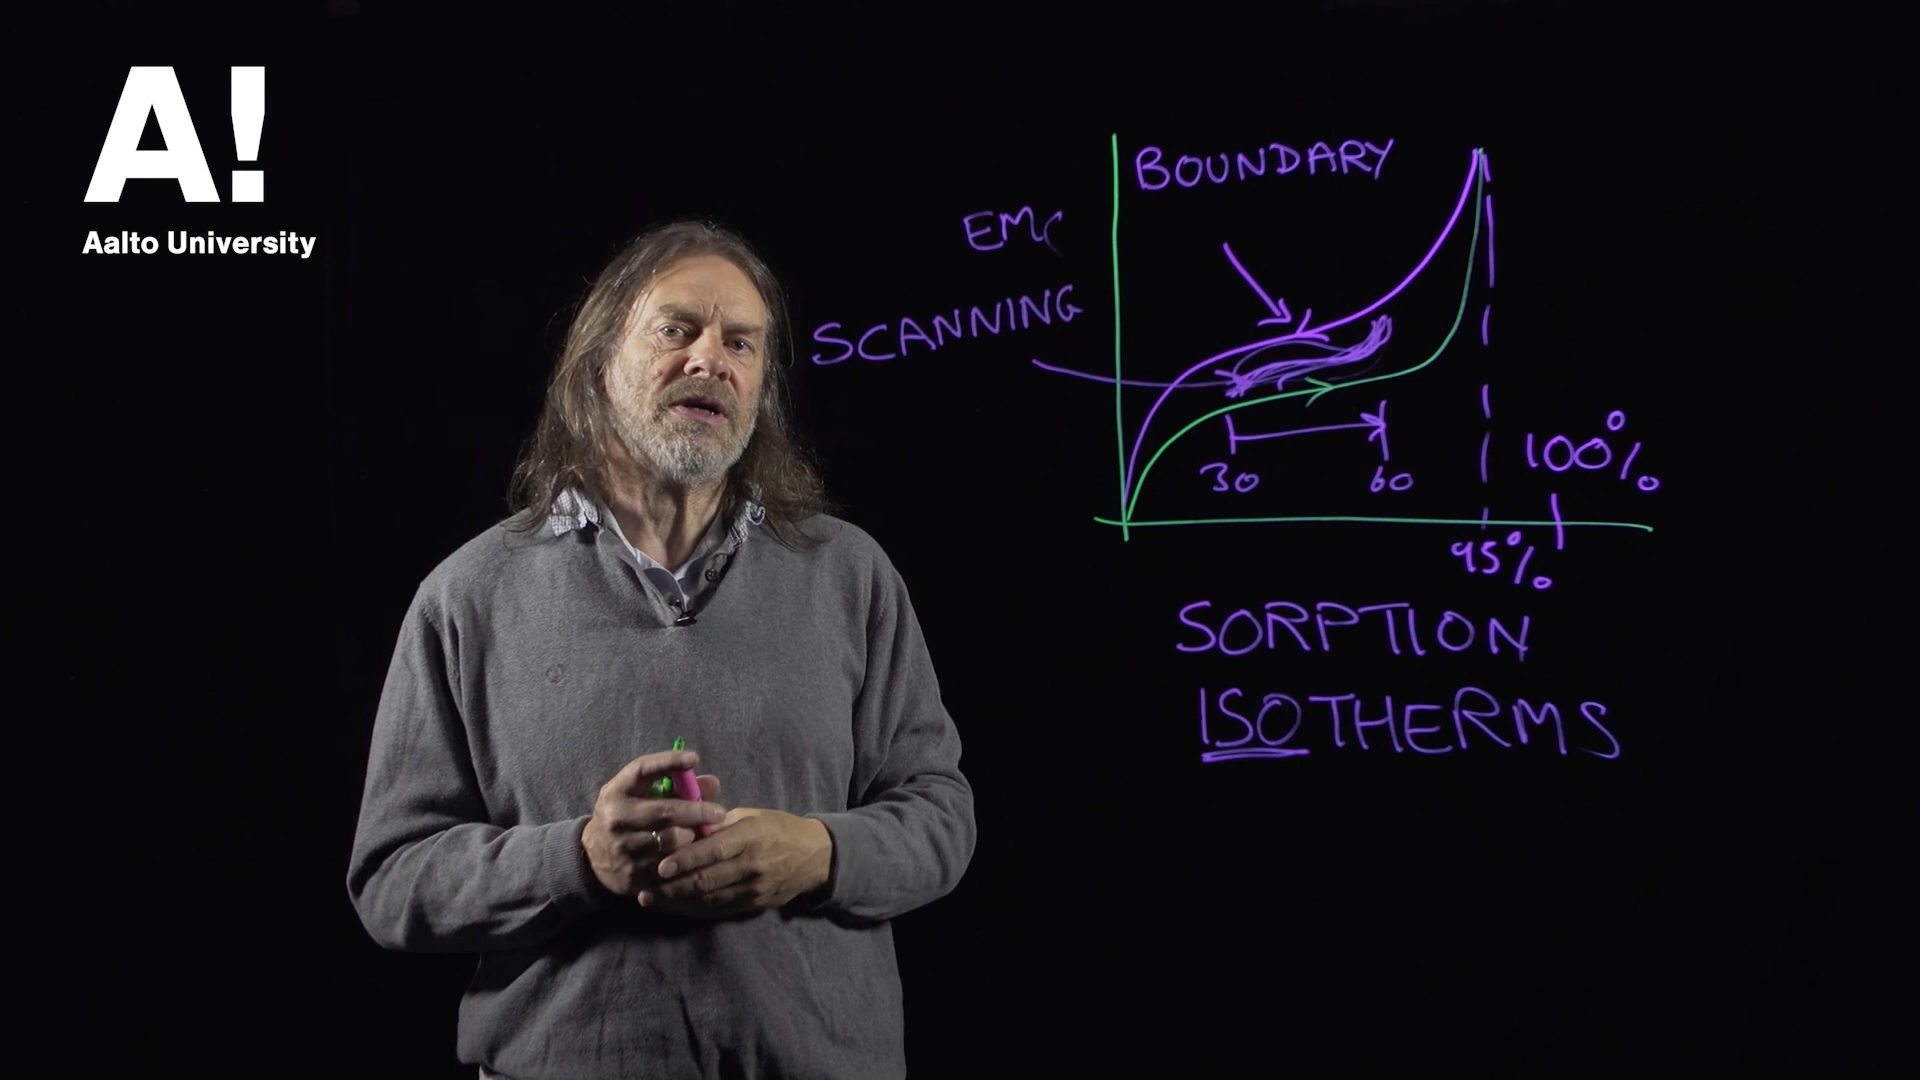 A!
Aalto University
BOUNDARY
EMC
SCANNING
30
60
100%
95%
SORPTION
ISOTHERMS